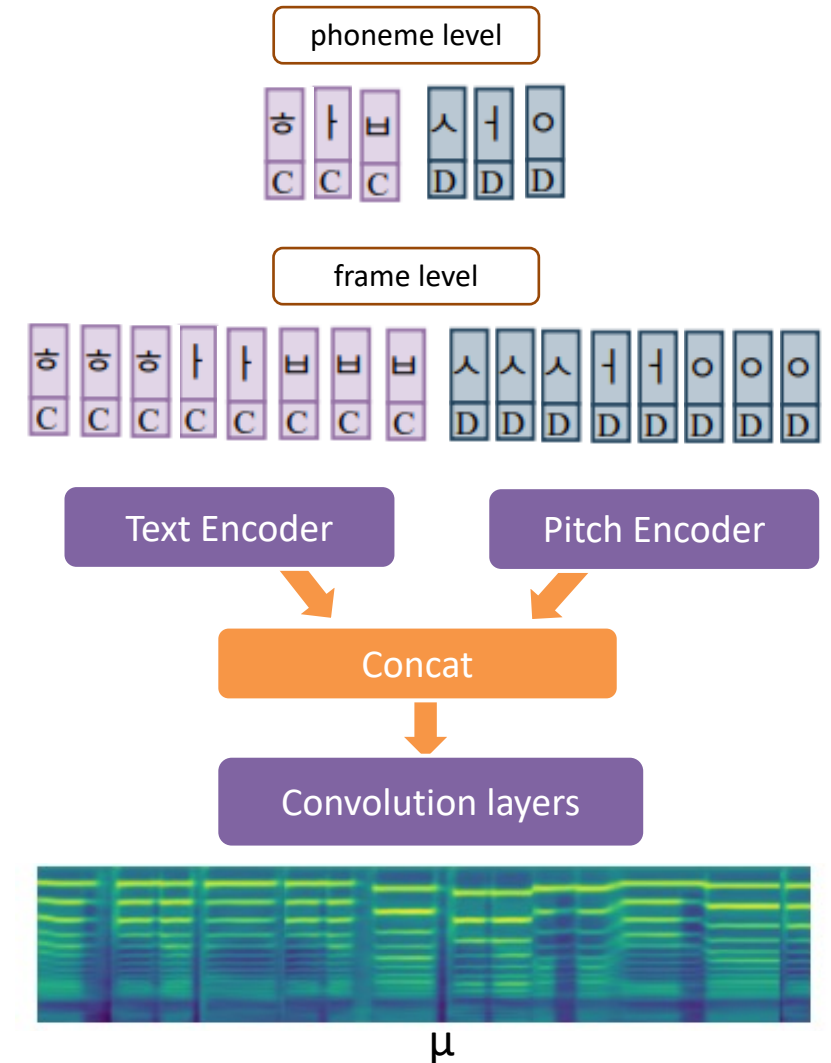 phoneme level
ㅎ ㅏ ㅂ ㅅ ㅓ ㅇ
C C C D D D
frame level
ㅎ ㅎ ㅎ ㅏ ㅏ ㅂ ㅂ ㅂ ㅅ ㅅ ㅅ ㅓ ㅓ ㅇ ㅇ ㅇ
C C C C C C C C D D D D D D D D
Text Encoder Pitch Encoder
Concat
Convolution layers
μ